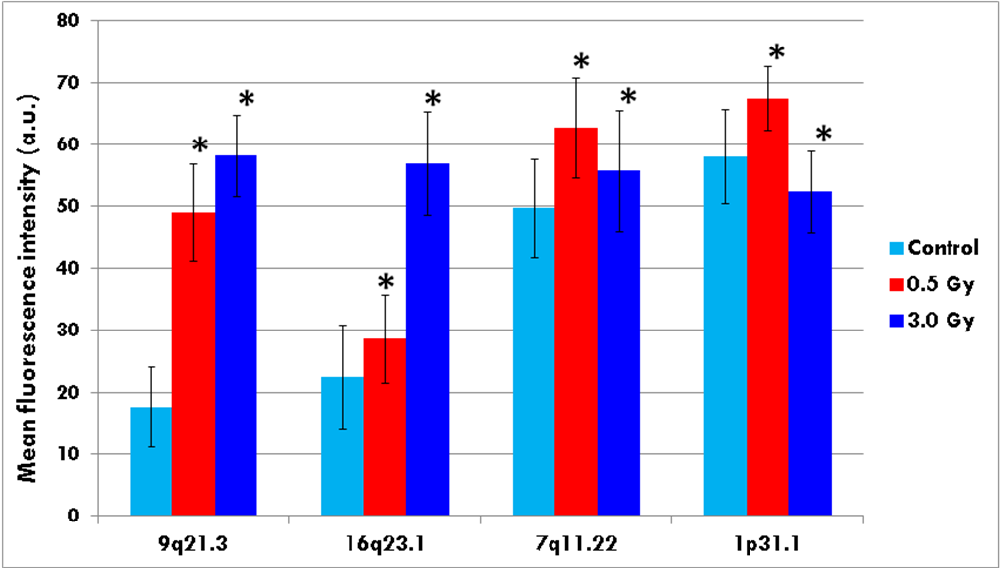 Mean fluorescence intensity (a.u.)
80
70
60
50
40
30
20
10
0
* * * * * * * *
9q21.3 16q23.1 7q11.22 1p31.1
Control
0.5 Gy
3.0 Gy